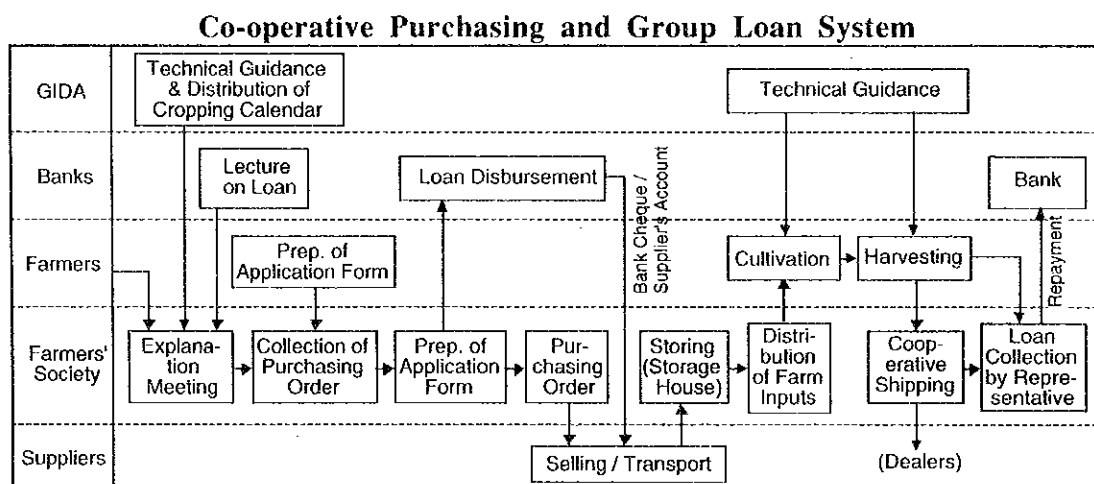 Co-operative Purchasing and Group Loan System
GIDA
Technical Guidance
& Distribution of
Cropping Calendar
Technical Guidance
Banks
Lecture
on Loan
Loan Disbursement
Bank Cheque /
Supplier's Account
Bank
Farmers
Prep. of
Application Form
Cultivation
Harvesting
Repayment
Farmers'
Society
Explana-
tion
Meeting
Collection of
Purchasing
Order
Prep. of
Application
Form
Pur-
chasing
Order
Storing
(Storage
House)
Distri-
bution
of Farm
Inputs
Coop-
erative
Shipping
Loan
Collection
by Repre-
sentative
Suppliers
Selling / Transport
(Dealers)